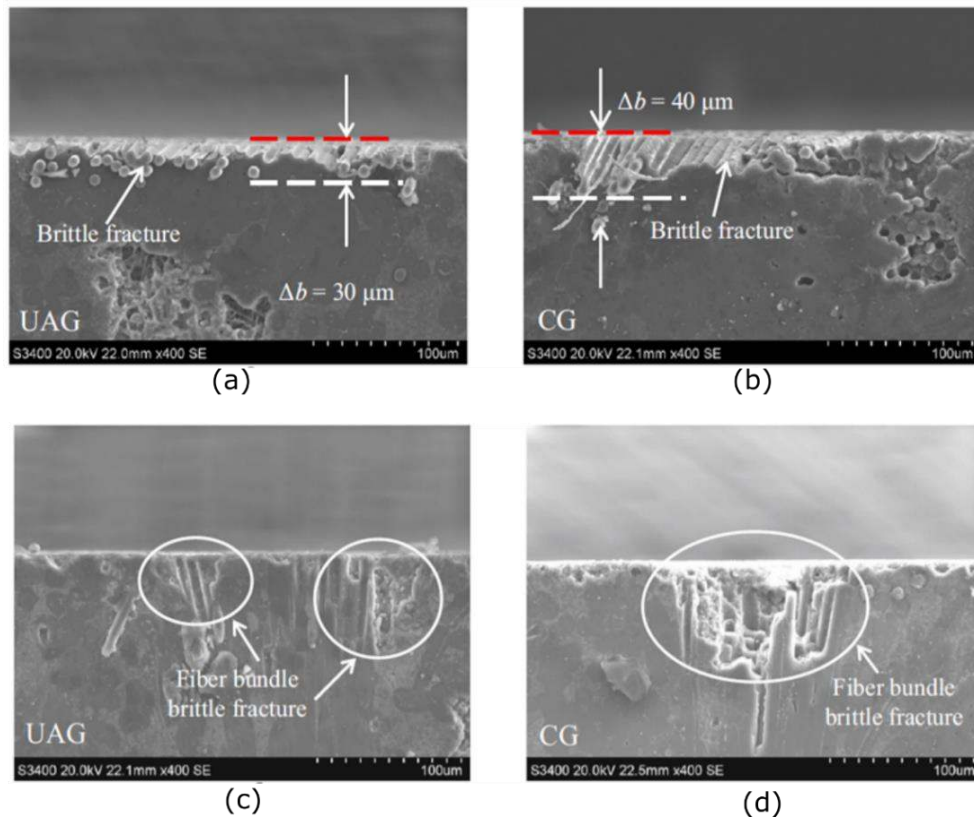 Brittle fracture
Δb = 30 μm
UAG
S3400 20.0kV 22.0mm x400 SE
100um
(a)
Δb = 40 μm
Brittle fracture
CG
S3400 20.0kV 22.1mm x400 SE
100um
(b)
Fiber bundle
brittle fracture
UAG
S3400 20.0kV 22.1mm x400 SE
100um
(c)
Fiber bundle
brittle fracture
CG
S3400 20.0kV 22.5mm x400 SE
100um
(d)